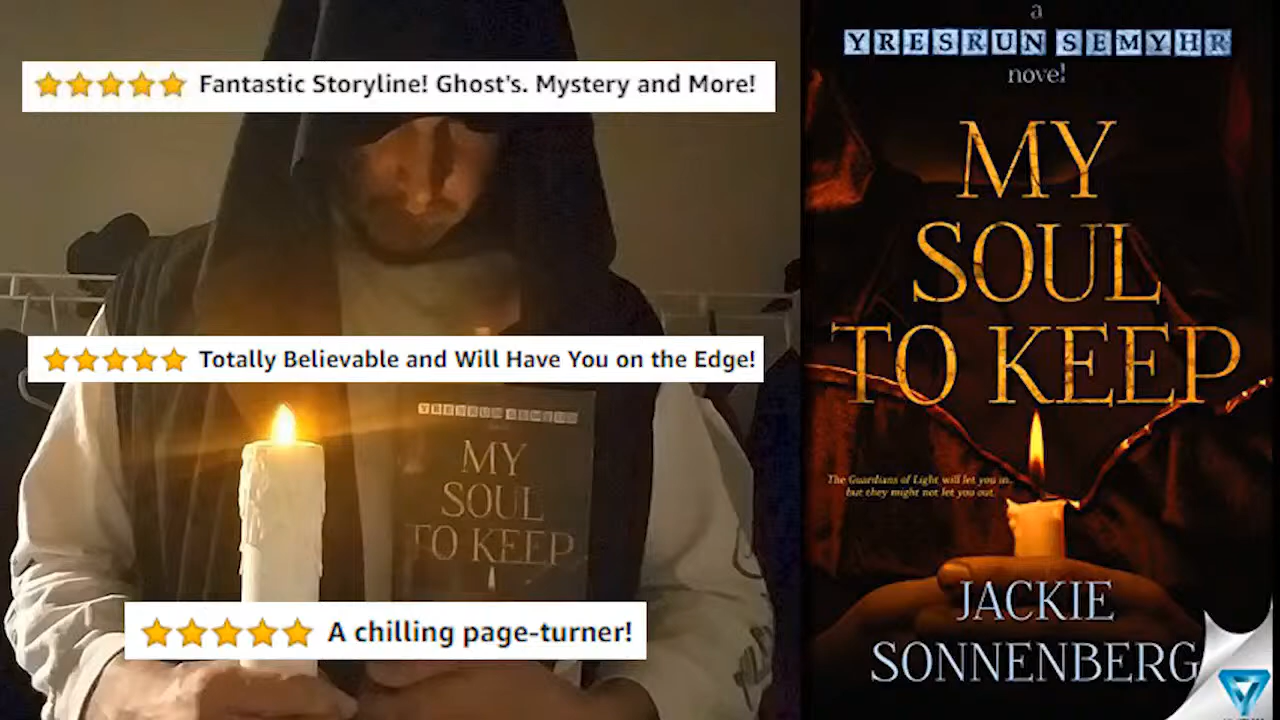 Fantastic Storyline! Ghost's. Mystery and More!
Totally Believable and Will Have You on the Edge!
YRESRUN SEMYHR
MY
SOUL
TO KEEP
A chilling page-turner!
a
YRESRUN SEMYHR
novel
MY
SOUL
TO KEEP
The Guardians of Light will let you in...
but they might not let you out.
JACKIE
SONNENBERG